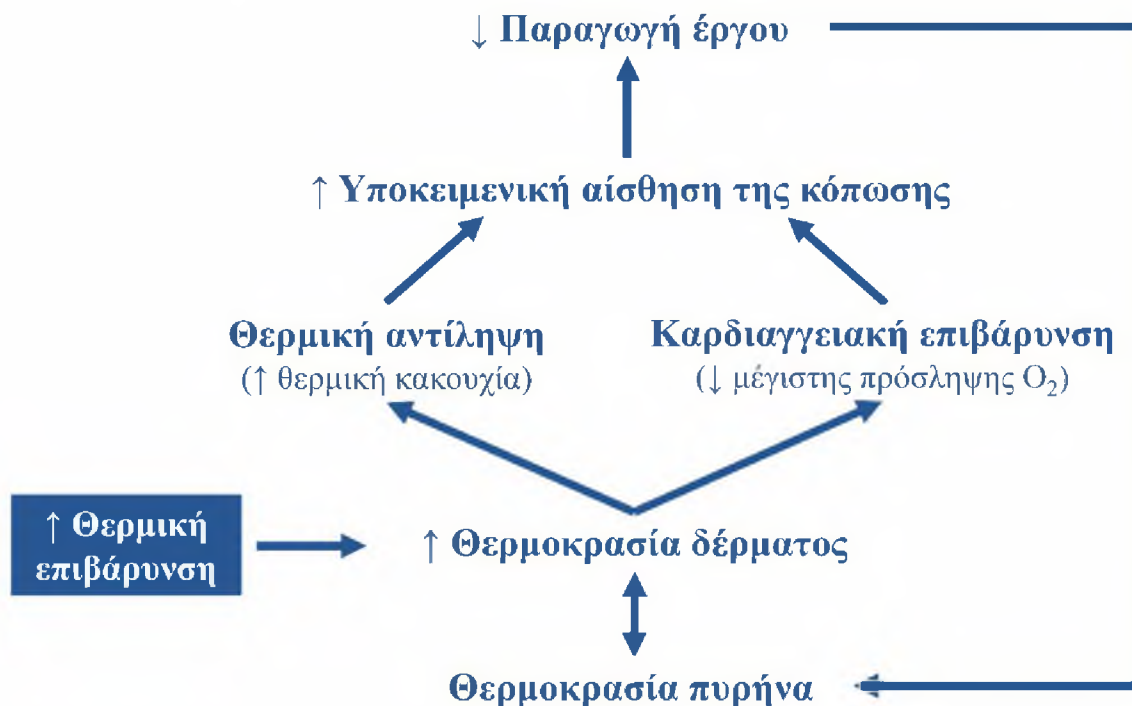 ↓ Παραγωγή έργου
↑ Υποκειμενική αίσθηση της κόπωσης
Θερμική αντίληψη
(↑ θερμική κακουχία)
Καρδιαγγειακή επιβάρυνση
(↓ μέγιστης πρόσληψης O₂)
↑ Θερμική
επιβάρυνση
↑ Θερμοκρασία δέρματος
Θερμοκρασία πυρήνα